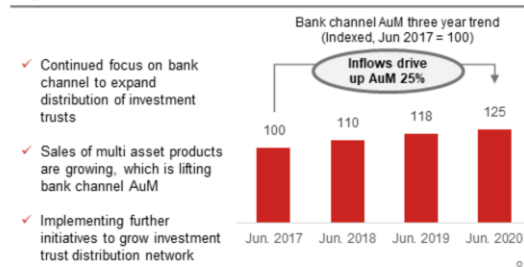 Bank channel AuM three year trend
(Indexed, Jun 2017 = 100)
Inflows drive
up AuM 25%
✓ Continued focus on bank
channel to expand
distribution of investment
trusts
✓ Sales of multi asset products
are growing, which is lifting
bank channel AuM
✓ Implementing further
initiatives to grow investment
trust distribution network
100
110
118
125
Jun. 2017
Jun. 2018
Jun. 2019
Jun. 2020